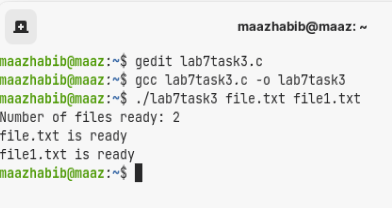 maazhabib@maaz: ~
maazhabib@maaz:~$ gedit lab7task3.c
maazhabib@maaz:~$ gcc lab7task3.c -o lab7task3
maazhabib@maaz:~$ ./lab7task3 file.txt file1.txt
Number of files ready: 2
file.txt is ready
file1.txt is ready
maazhabib@maaz:~$